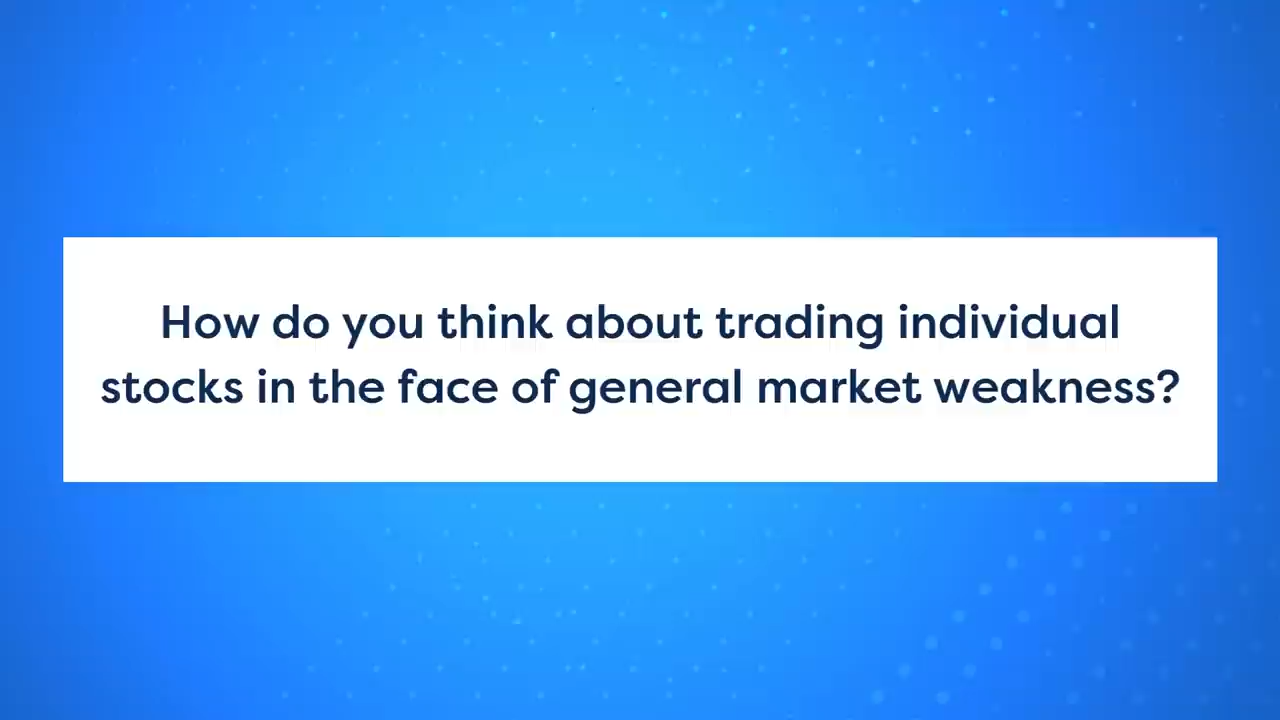 How do you think about trading individual
stocks in the face of general market weakness?